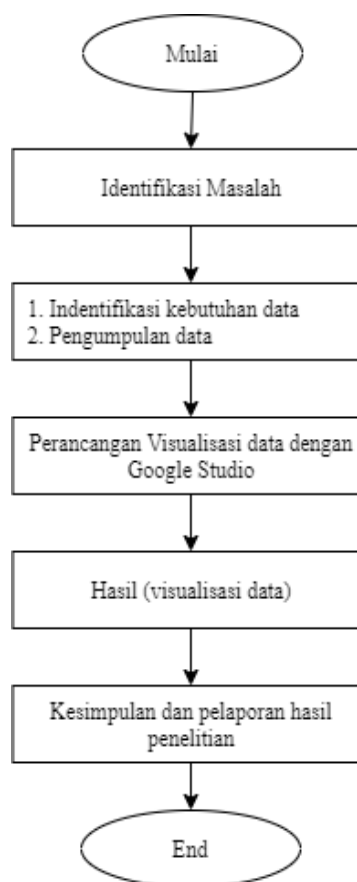 Mulai
Identifikasi Masalah
1. Indentifikasi kebutuhan data
2. Pengumpulan data
Perancangan Visualisasi data dengan
Google Studio
Hasil (visualisasi data)
Kesimpulan dan pelaporan hasil
penelitian
End